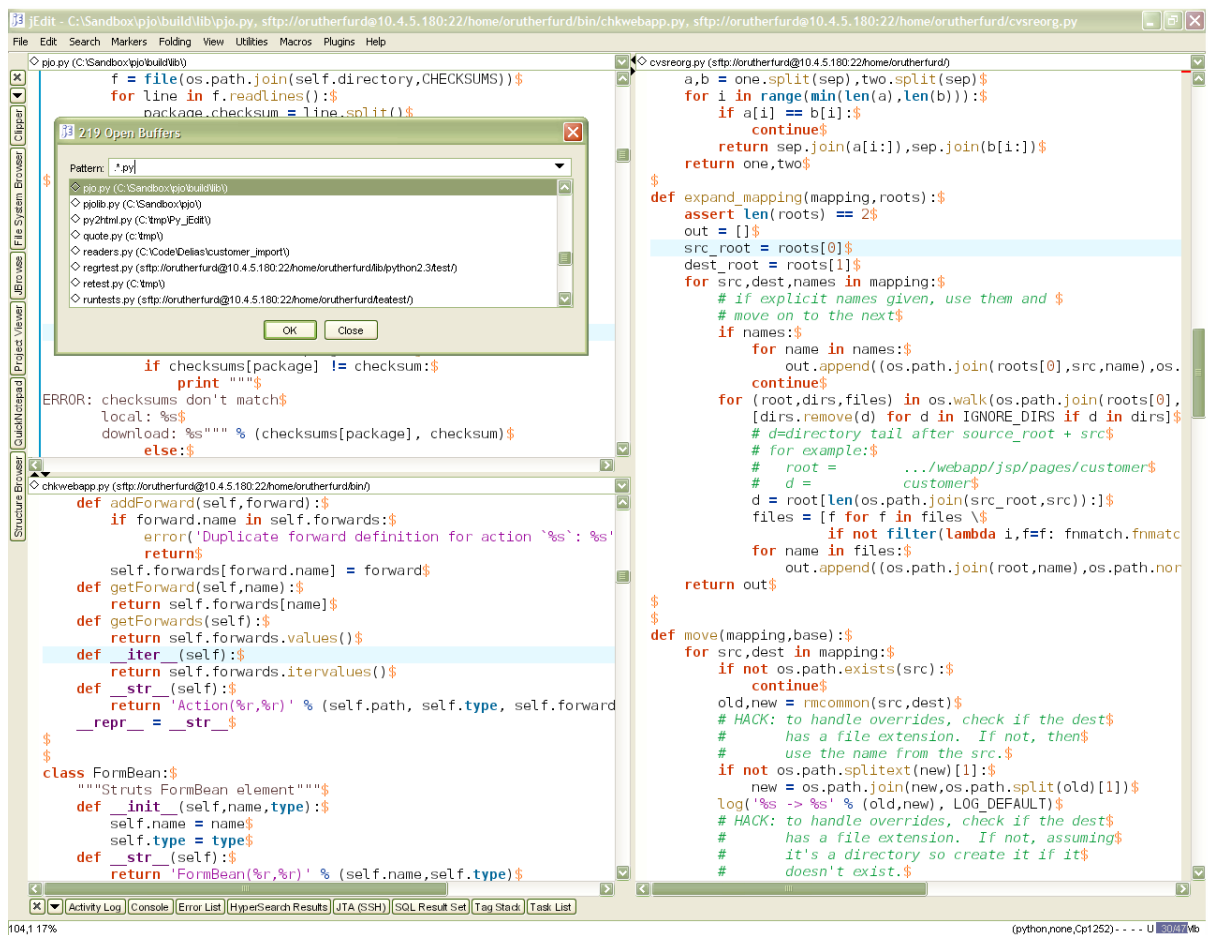 jEdit - C:\Sandbox\pjo\build\lib\pjo.py, sftp://orutherfurd@10.4.5.180:22/home/orutherfurd/bin/chkwebapp.py, sftp://orutherfurd@10.4.5.180:22/home/orutherfurd/cvsreorg.py
File Edit Search Markers Folding View Utilities Macros Plugins Help
pjo.py (C:\Sandbox\pjo\build\lib\)
f = file(os.path.join(self.directory,CHECKSUMS))$
for line in f.readlines():$
package.checksum = line.split()$
219 Open Buffers
Pattern: .*.py
$
pjo.py (C:\Sandbox\pjo\build\lib\)
pjolib.py (C:\Sandbox\pjo\)
py2html.py (C:\tmp\Py_jEdit\)
quote.py (c:\tmp\)
readers.py (C:\Code\Delias\customer_import\)
regrtest.py (sftp://orutherfurd@10.4.5.180:22/home/orutherfurd/lib/python2.3/test/)
retest.py (C:\tmp\)
runtests.py (sftp://orutherfurd@10.4.5.180:22/home/orutherfurd/teatest/)
OK Close
if checksums[package] != checksum:$
print """$
ERROR: checksums don't match$
local: %s$
download: %s""" % (checksums[package], checksum)$
else:$
Clipper
File System Browser
JBrowse
Project Viewer
QuickNotepad
Structure Browser
chkwebapp.py (sftp://orutherfurd@10.4.5.180:22/home/orutherfurd/bin/)
def addForward(self,forward):$
if forward.name in self.forwards:$
error('Duplicate forward definition for action `%s`: %s'
return$
self.forwards[forward.name] = forward$
def getForward(self,name):$
return self.forwards[name]$
def getForwards(self):$
return self.forwards.values()$
def __iter__(self):$
return self.forwards.itervalues()$
def __str__(self):$
return 'Action(%r,%r)' % (self.path, self.type, self.forward
__repr__ = __str__$
$
$
class FormBean:$
"""Struts FormBean element"""$
def __init__(self,name,type):$
self.name = name$
self.type = type$
def __str__(self):$
return 'FormBean(%r,%r)' % (self.name,self.type)$
cvsreorg.py (sftp://orutherfurd@10.4.5.180:22/home/orutherfurd/)
a,b = one.split(sep),two.split(sep)$
for i in range(min(len(a),len(b))):$
if a[i] == b[i]:$
continue$
return sep.join(a[i:]),sep.join(b[i:])$
return one,two$
$
def expand_mapping(mapping,roots):$
assert len(roots) == 2$
out = []$
src_root = roots[0]$
dest_root = roots[1]$
for src,dest,names in mapping:$
# if explicit names given, use them and $
# move on to the next$
if names:$
for name in names:$
out.append((os.path.join(roots[0],src,name),os.
continue$
for (root,dirs,files) in os.walk(os.path.join(roots[0],
[dirs.remove(d) for d in IGNORE_DIRS if d in dirs]$
# d=directory tail after source_root + src$
# for example:$
# root = .../webapp/jsp/pages/customer$
# d = customer$
d = root[len(os.path.join(src_root,src)):]$
files = [f for f in files \$
if not filter(lambda i,f=f: fnmatch.fnmatc
for name in files:$
out.append((os.path.join(root,name),os.path.nor
return out$
$
$
def move(mapping,base):$
for src,dest in mapping:$
if not os.path.exists(src):$
continue$
old,new = rmcommon(src,dest)$
# HACK: to handle overrides, check if the dest$
# has a file extension. If not, then$
# use the name from the src.$
if not os.path.splitext(new)[1]:$
new = os.path.join(new,os.path.split(old)[1])$
log('%s -> %s' % (old,new), LOG_DEFAULT)$
# HACK: to handle overrides, check if the dest$
# has a file extension. If not, assuming$
# it's a directory so create it if it$
# doesn't exist.$
Activity Log Console Error List HyperSearch Results JTA (SSH) SQL Result Set Tag Stack Task List
104,1 17% (python,none,Cp1252)- - - - U 30/47Mb